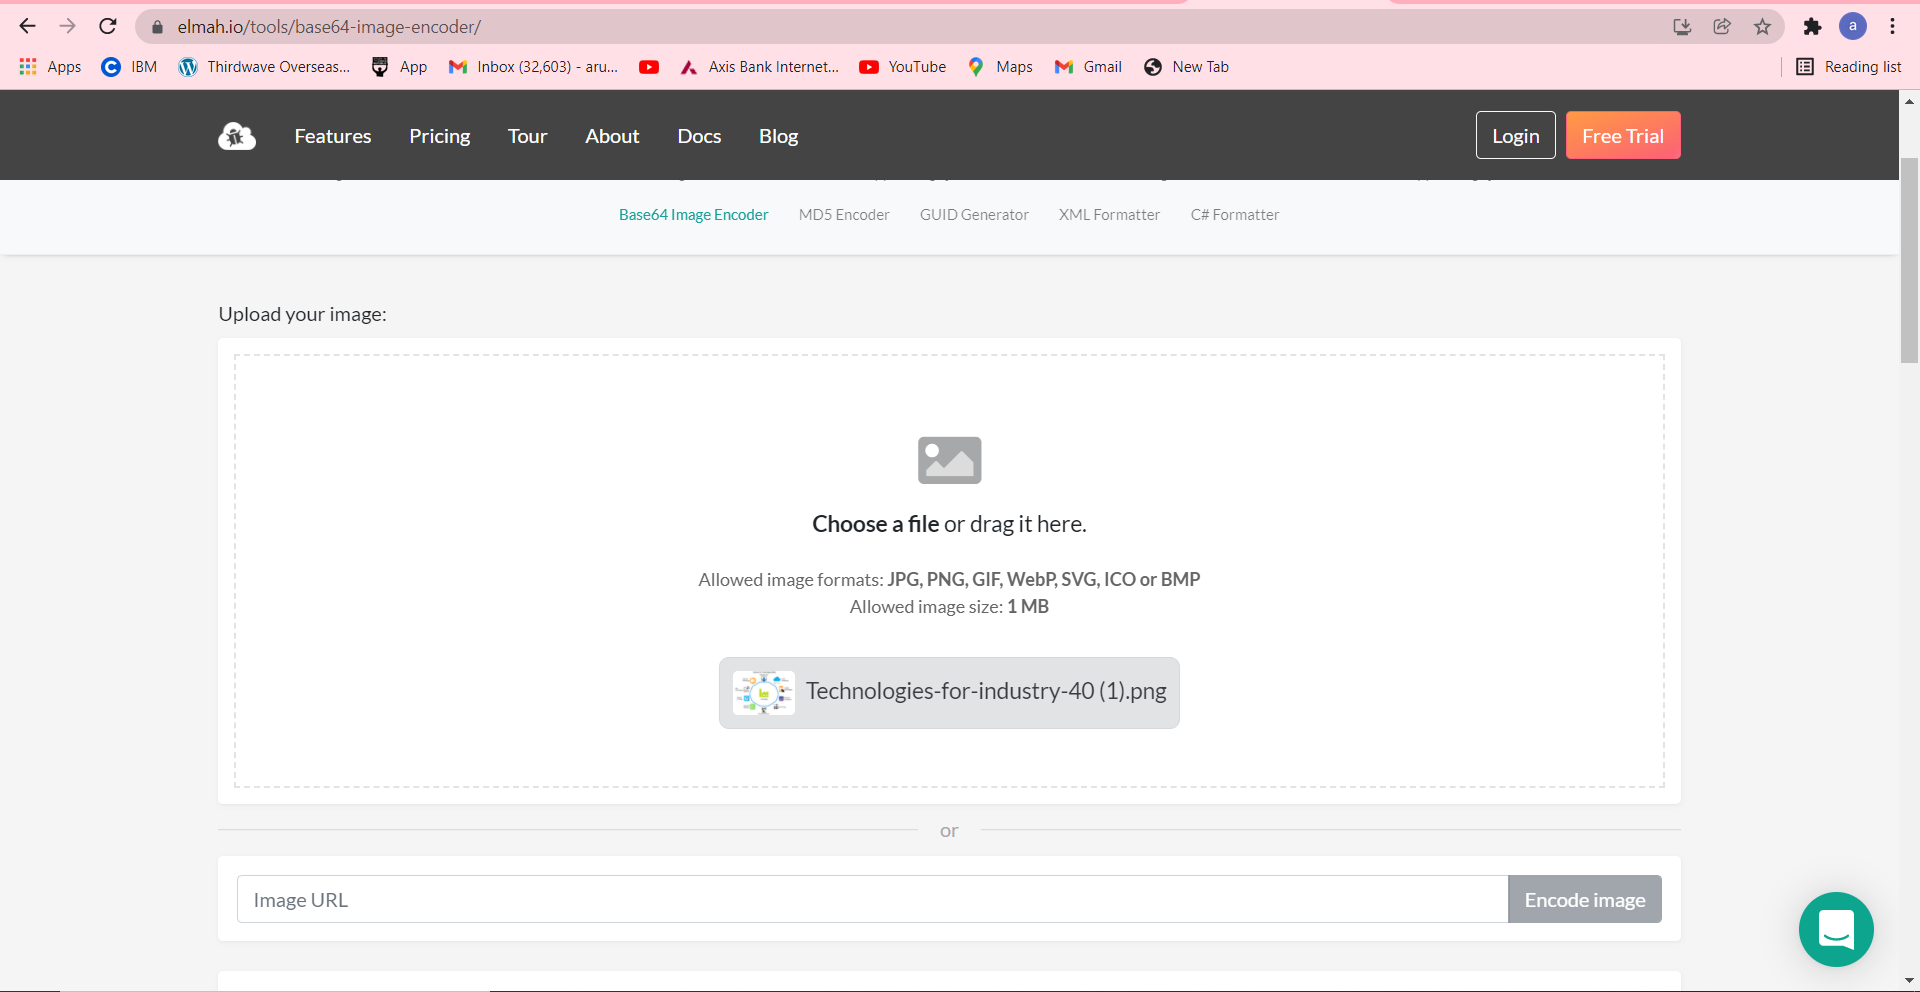 elmah.io/tools/base64-image-encoder/
a
Apps IBM Thirdwave Overseas... App Inbox (32,603) - aru... Axis Bank Internet... YouTube Maps Gmail New Tab Reading list
Features Pricing Tour About Docs Blog Login Free Trial
Base64 Image Encoder MD5 Encoder GUID Generator XML Formatter C# Formatter
Upload your image:
Choose a file or drag it here.
Allowed image formats: JPG, PNG, GIF, WebP, SVG, ICO or BMP
Allowed image size: 1 MB
Technologies-for-industry-40 (1).png
or
Image URL Encode image